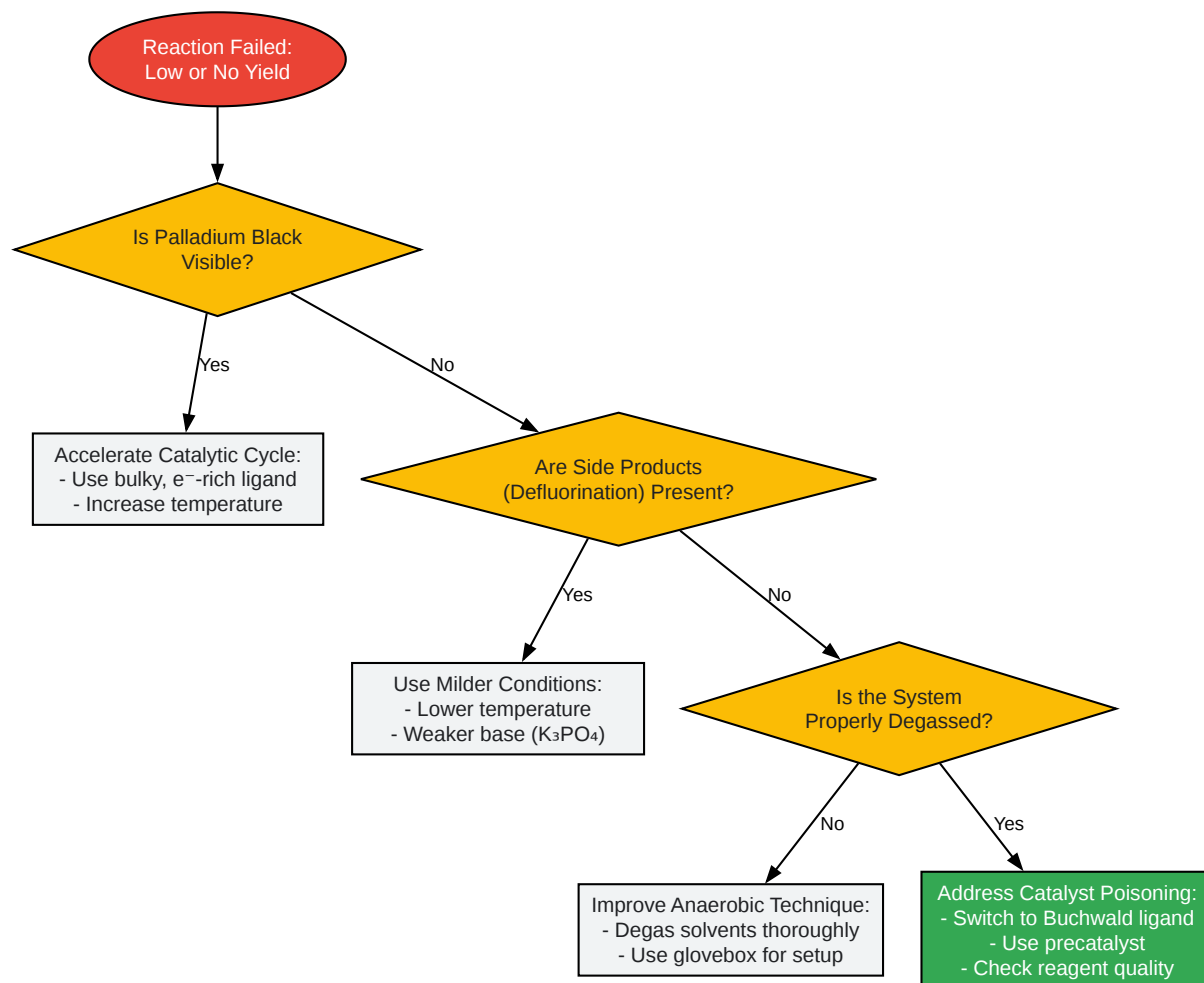 Reaction Failed:
Low or No Yield
Is Palladium Black
Visible?
Yes
No
Accelerate Catalytic Cycle:
- Use bulky, e⁻-rich ligand
- Increase temperature
Are Side Products
(Defluorination) Present?
Yes
No
Use Milder Conditions:
- Lower temperature
- Weaker base (K₃PO₄)
Is the System
Properly Degassed?
No
Yes
Improve Anaerobic Technique:
- Degas solvents thoroughly
- Use glovebox for setup
Address Catalyst Poisoning:
- Switch to Buchwald ligand
- Use precatalyst
- Check reagent quality